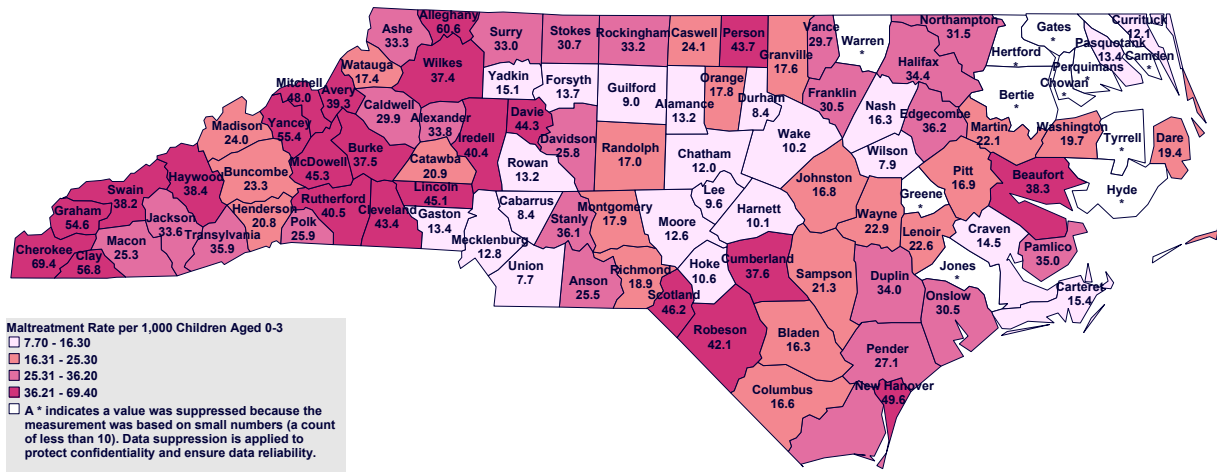 Alleghany
60.6
Ashe
33.3
Surry
33.0
Stokes
30.7
Rockingham
33.2
Caswell
24.1
Person
43.7
Vance
29.7
Granville
17.6
Warren
*
Northampton
31.5
Gates
*
Currituck
12.1
Hertford
*
Pasquotank
13.4
Camden
*
Perquimans
*
Chowan
*
Halifax
34.4
Bertie
*
Watauga
17.4
Wilkes
37.4
Yadkin
15.1
Forsyth
13.7
Guilford
9.0
Alamance
13.2
Orange
17.8
Durham
8.4
Franklin
30.5
Nash
16.3
Edgecombe
36.2
Martin
22.1
Washington
19.7
Tyrrell
*
Dare
19.4
Mitchell
48.0
Avery
39.3
Caldwell
29.9
Alexander
33.8
Iredell
40.4
Davie
44.3
Davidson
25.8
Randolph
17.0
Chatham
12.0
Wake
10.2
Wilson
7.9
Yancey
55.4
Madison
24.0
Burke
37.5
McDowell
45.3
Catawba
20.9
Rowan
13.2
Lee
9.6
Johnston
16.8
Greene
*
Pitt
16.9
Beaufort
38.3
Hyde
*
Buncombe
23.3
Haywood
38.4
Swain
38.2
Graham
54.6
Jackson
33.6
Henderson
20.8
Rutherford
40.5
Polk
25.9
Cleveland
43.4
Lincoln
45.1
Gaston
13.4
Cabarrus
8.4
Stanly
36.1
Montgomery
17.9
Moore
12.6
Harnett
10.1
Wayne
22.9
Lenoir
22.6
Craven
14.5
Pamlico
35.0
Cherokee
69.4
Clay
56.8
Macon
25.3
Transylvania
35.9
Mecklenburg
12.8
Union
7.7
Anson
25.5
Richmond
18.9
Hoke
10.6
Cumberland
37.6
Sampson
21.3
Duplin
34.0
Jones
*
Onslow
30.5
Carteret
15.4
Scotland
46.2
Robeson
42.1
Bladen
16.3
Pender
27.1
Columbus
16.6
New Hanover
49.6
Maltreatment Rate per 1,000 Children Aged 0-3
7.70 - 16.30
16.31 - 25.30
25.31 - 36.20
36.21 - 69.40
A * indicates a value was suppressed because the
measurement was based on small numbers (a count
of less than 10). Data suppression is applied to
protect confidentiality and ensure data reliability.